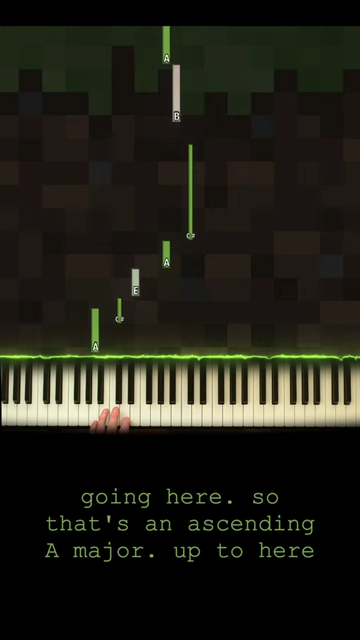 A
B
C#
A
E
C#
A
going here. so
that's an ascending
A major. up to here